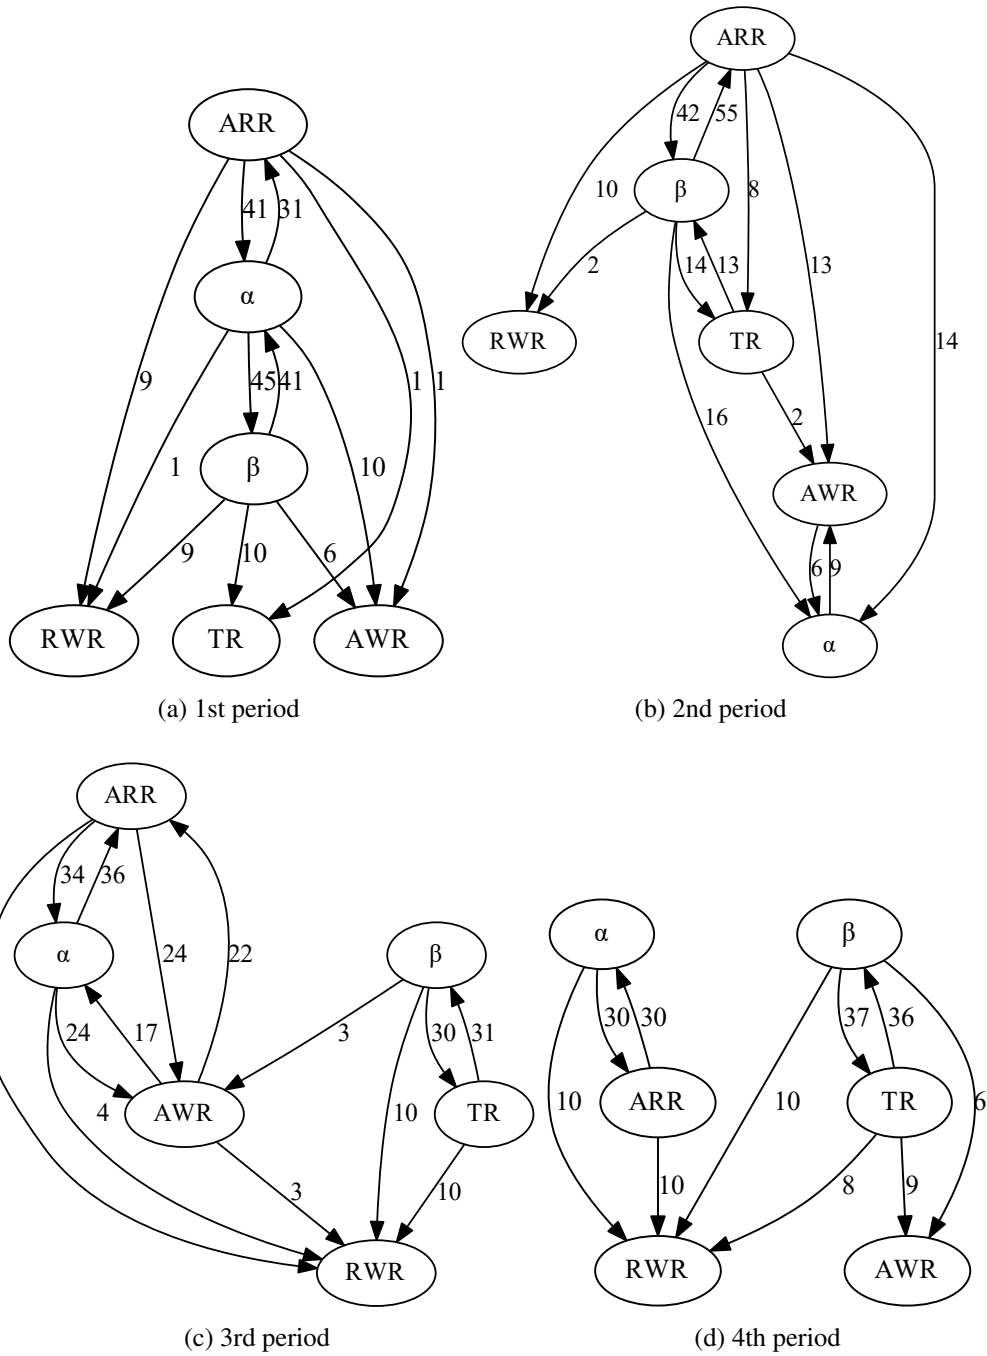 ARR
41 31
α
9 1 1
45 41
1 10
β
9 10 6
RWR TR AWR
(a) 1st period
ARR
42 55
10 β 8
2 14 13 13
RWR TR 14
16 2
AWR
6 9
α
(b) 2nd period
ARR
34 36
α 24 22 β
24 17 3 30 31
4 AWR 10 TR
3 10
RWR
(c) 3rd period
α β
30 30 37 36
10 ARR 10 TR 6
10 8 9
RWR AWR
(d) 4th period